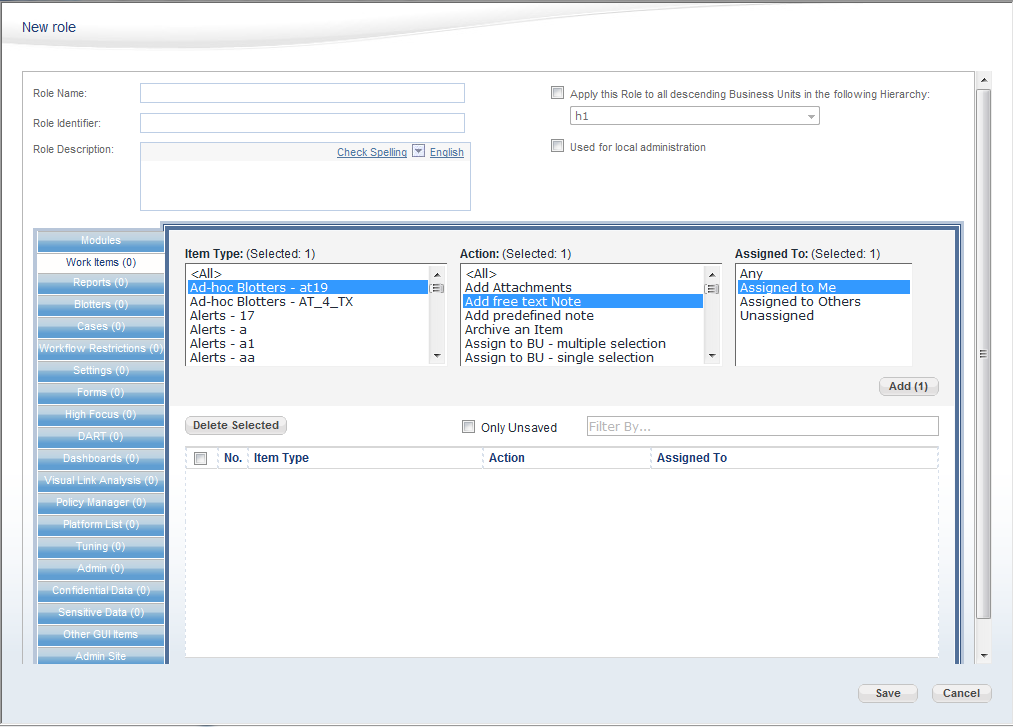 New role
Role Name:
Apply this Role to all descending Business Units in the following Hierarchy:
h1
Role Identifier:
Role Description:
Check Spelling English
Used for local administration
Modules
Work Items (0)
Reports (0)
Blotters (0)
Cases (0)
Workflow Restrictions (0)
Settings (0)
Forms (0)
High Focus (0)
DART (0)
Dashboards (0)
Visual Link Analysis (0)
Policy Manager (0)
Platform List (0)
Tuning (0)
Admin (0)
Confidential Data (0)
Sensitive Data (0)
Other GUI Items
Admin Site
Item Type: (Selected: 1)
<All>
Ad-hoc Blotters - at19
Ad-hoc Blotters - AT_4_TX
Alerts - 17
Alerts - a
Alerts - a1
Alerts - aa
Action: (Selected: 1)
<All>
Add Attachments
Add free text Note
Add predefined note
Archive an Item
Assign to BU - multiple selection
Assign to BU - single selection
Assigned To: (Selected: 1)
Any
Assigned to Me
Assigned to Others
Unassigned
Add (1)
Delete Selected
Only Unsaved
Filter By...
No. Item Type Action Assigned To
Save Cancel